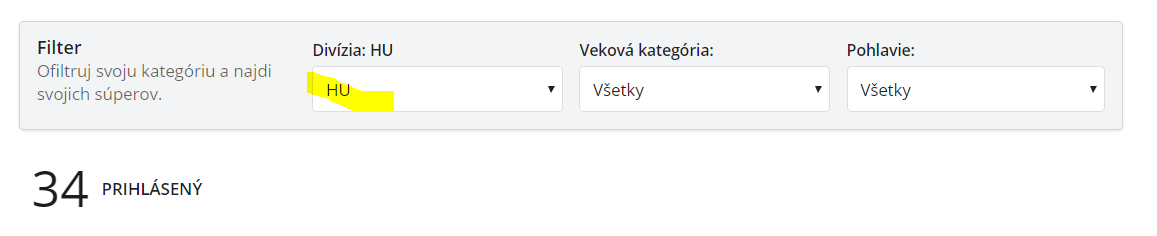 Filter
Ofiltruj svoju kategóriu a najdi
svojich súperov.
Divízia: HU
HU
Veková kategória:
Všetky
Pohlavie:
Všetky
34 PRIHLÁSENÝ